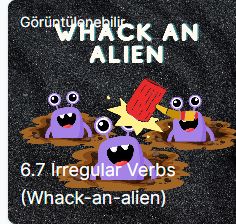 Görüntülenebilir
WHACK AN
ALIEN
6.7 Irregular Verbs
(Whack-an-alien)